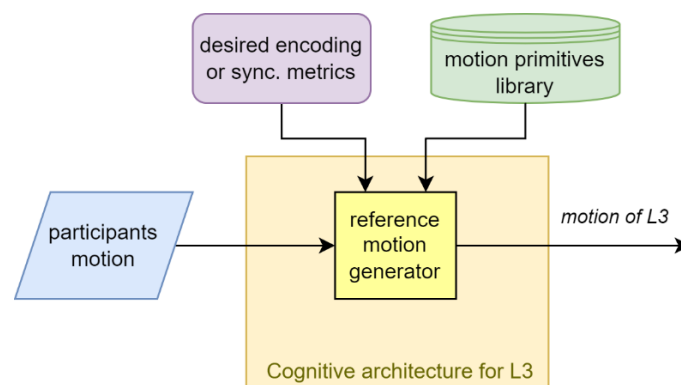 desired encoding
or sync. metrics
motion primitives
library
participants
motion
reference
motion
generator
motion of L3
Cognitive architecture for L3